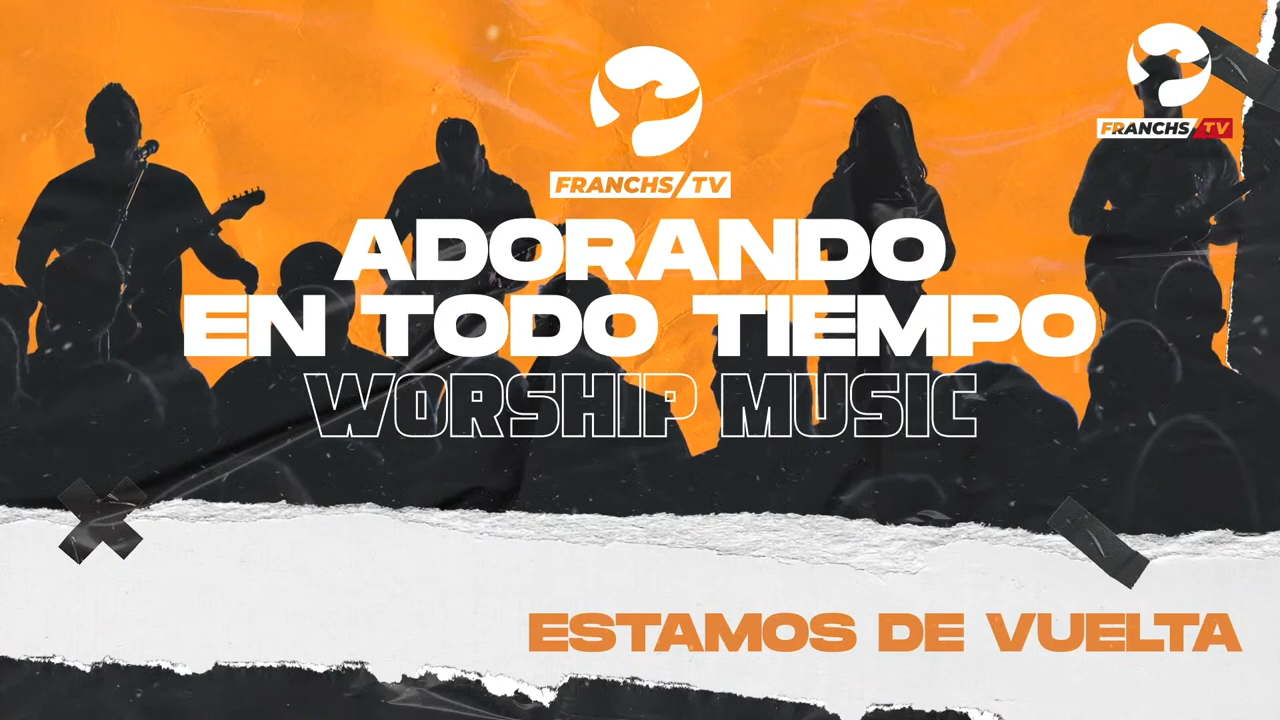 FRANCHS/TV
FRANCHS/TV
ADORANDO
EN TODO TIEMPO
WORSHIP MUSIC
ESTAMOS DE VUELTA